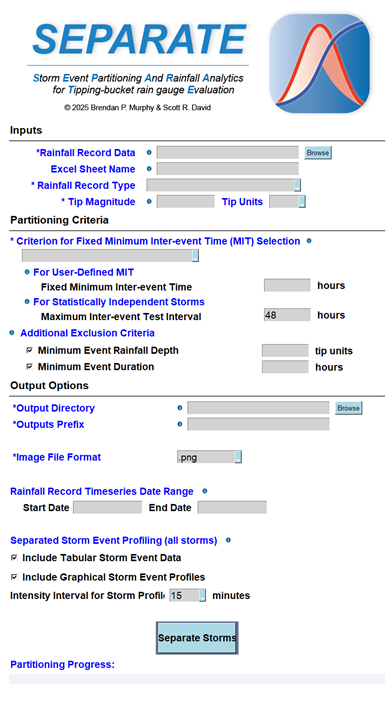 SEPARATE
Storm Event Partitioning And Rainfall Analytics
for Tipping-bucket rain gauge Evaluation
© 2025 Brendan P. Murphy & Scott R. David
Inputs
*Rainfall Record Data
Browse
Excel Sheet Name
* Rainfall Record Type
* Tip Magnitude
Tip Units
Partitioning Criteria
* Criterion for Fixed Minimum Inter-event Time (MIT) Selection
For User-Defined MIT
Fixed Minimum Inter-event Time
hours
For Statistically Independent Storms
Maximum Inter-event Test Interval
48
hours
Additional Exclusion Criteria
Minimum Event Rainfall Depth
tip units
Minimum Event Duration
hours
Output Options
*Output Directory
Browse
*Outputs Prefix
*Image File Format
.png
Rainfall Record Timeseries Date Range
Start Date
End Date
Separated Storm Event Profiling (all storms)
Include Tabular Storm Event Data
Include Graphical Storm Event Profiles
Intensity Interval for Storm Profile
15
minutes
Separate Storms
Partitioning Progress: